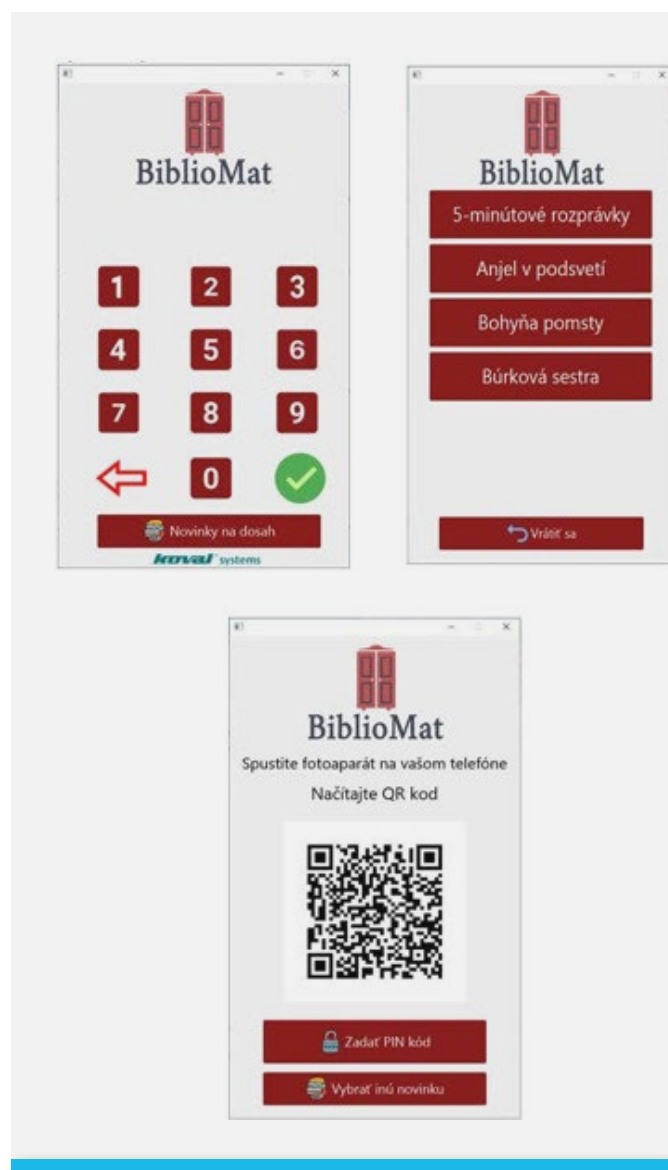 BiblioMat
1 2 3
4 5 6
7 8 9
0
Novinky na dosah
koval systems
BiblioMat
5-minútové rozprávky
Anjel v podsvetí
Bohyňa pomsty
Búrková sestra
Vrátiť sa
BiblioMat
Spustite fotoaparát na vašom telefóne
Načítajte QR kod
Zadať PIN kód
Vybrať inú novinku